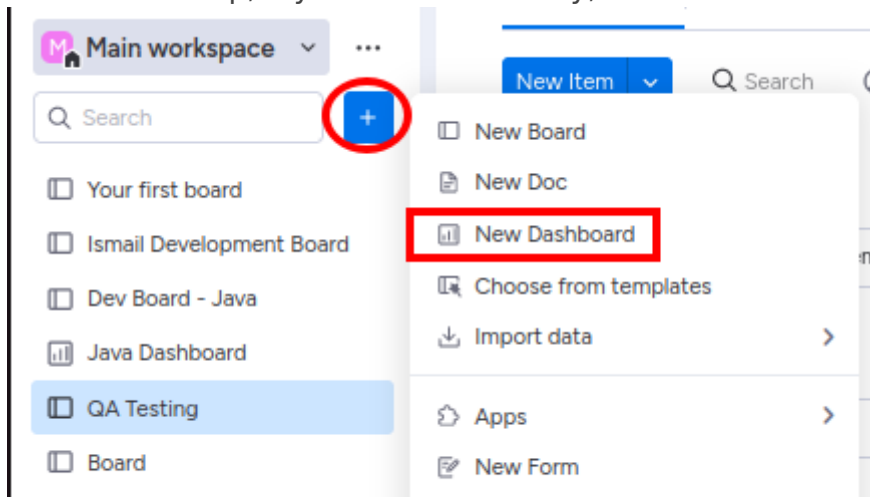 M Main workspace
Search
+
Your first board
Ismail Development Board
Dev Board - Java
Java Dashboard
QA Testing
Board
New Item
Search
New Board
New Doc
New Dashboard
Choose from templates
Import data
Apps
New Form